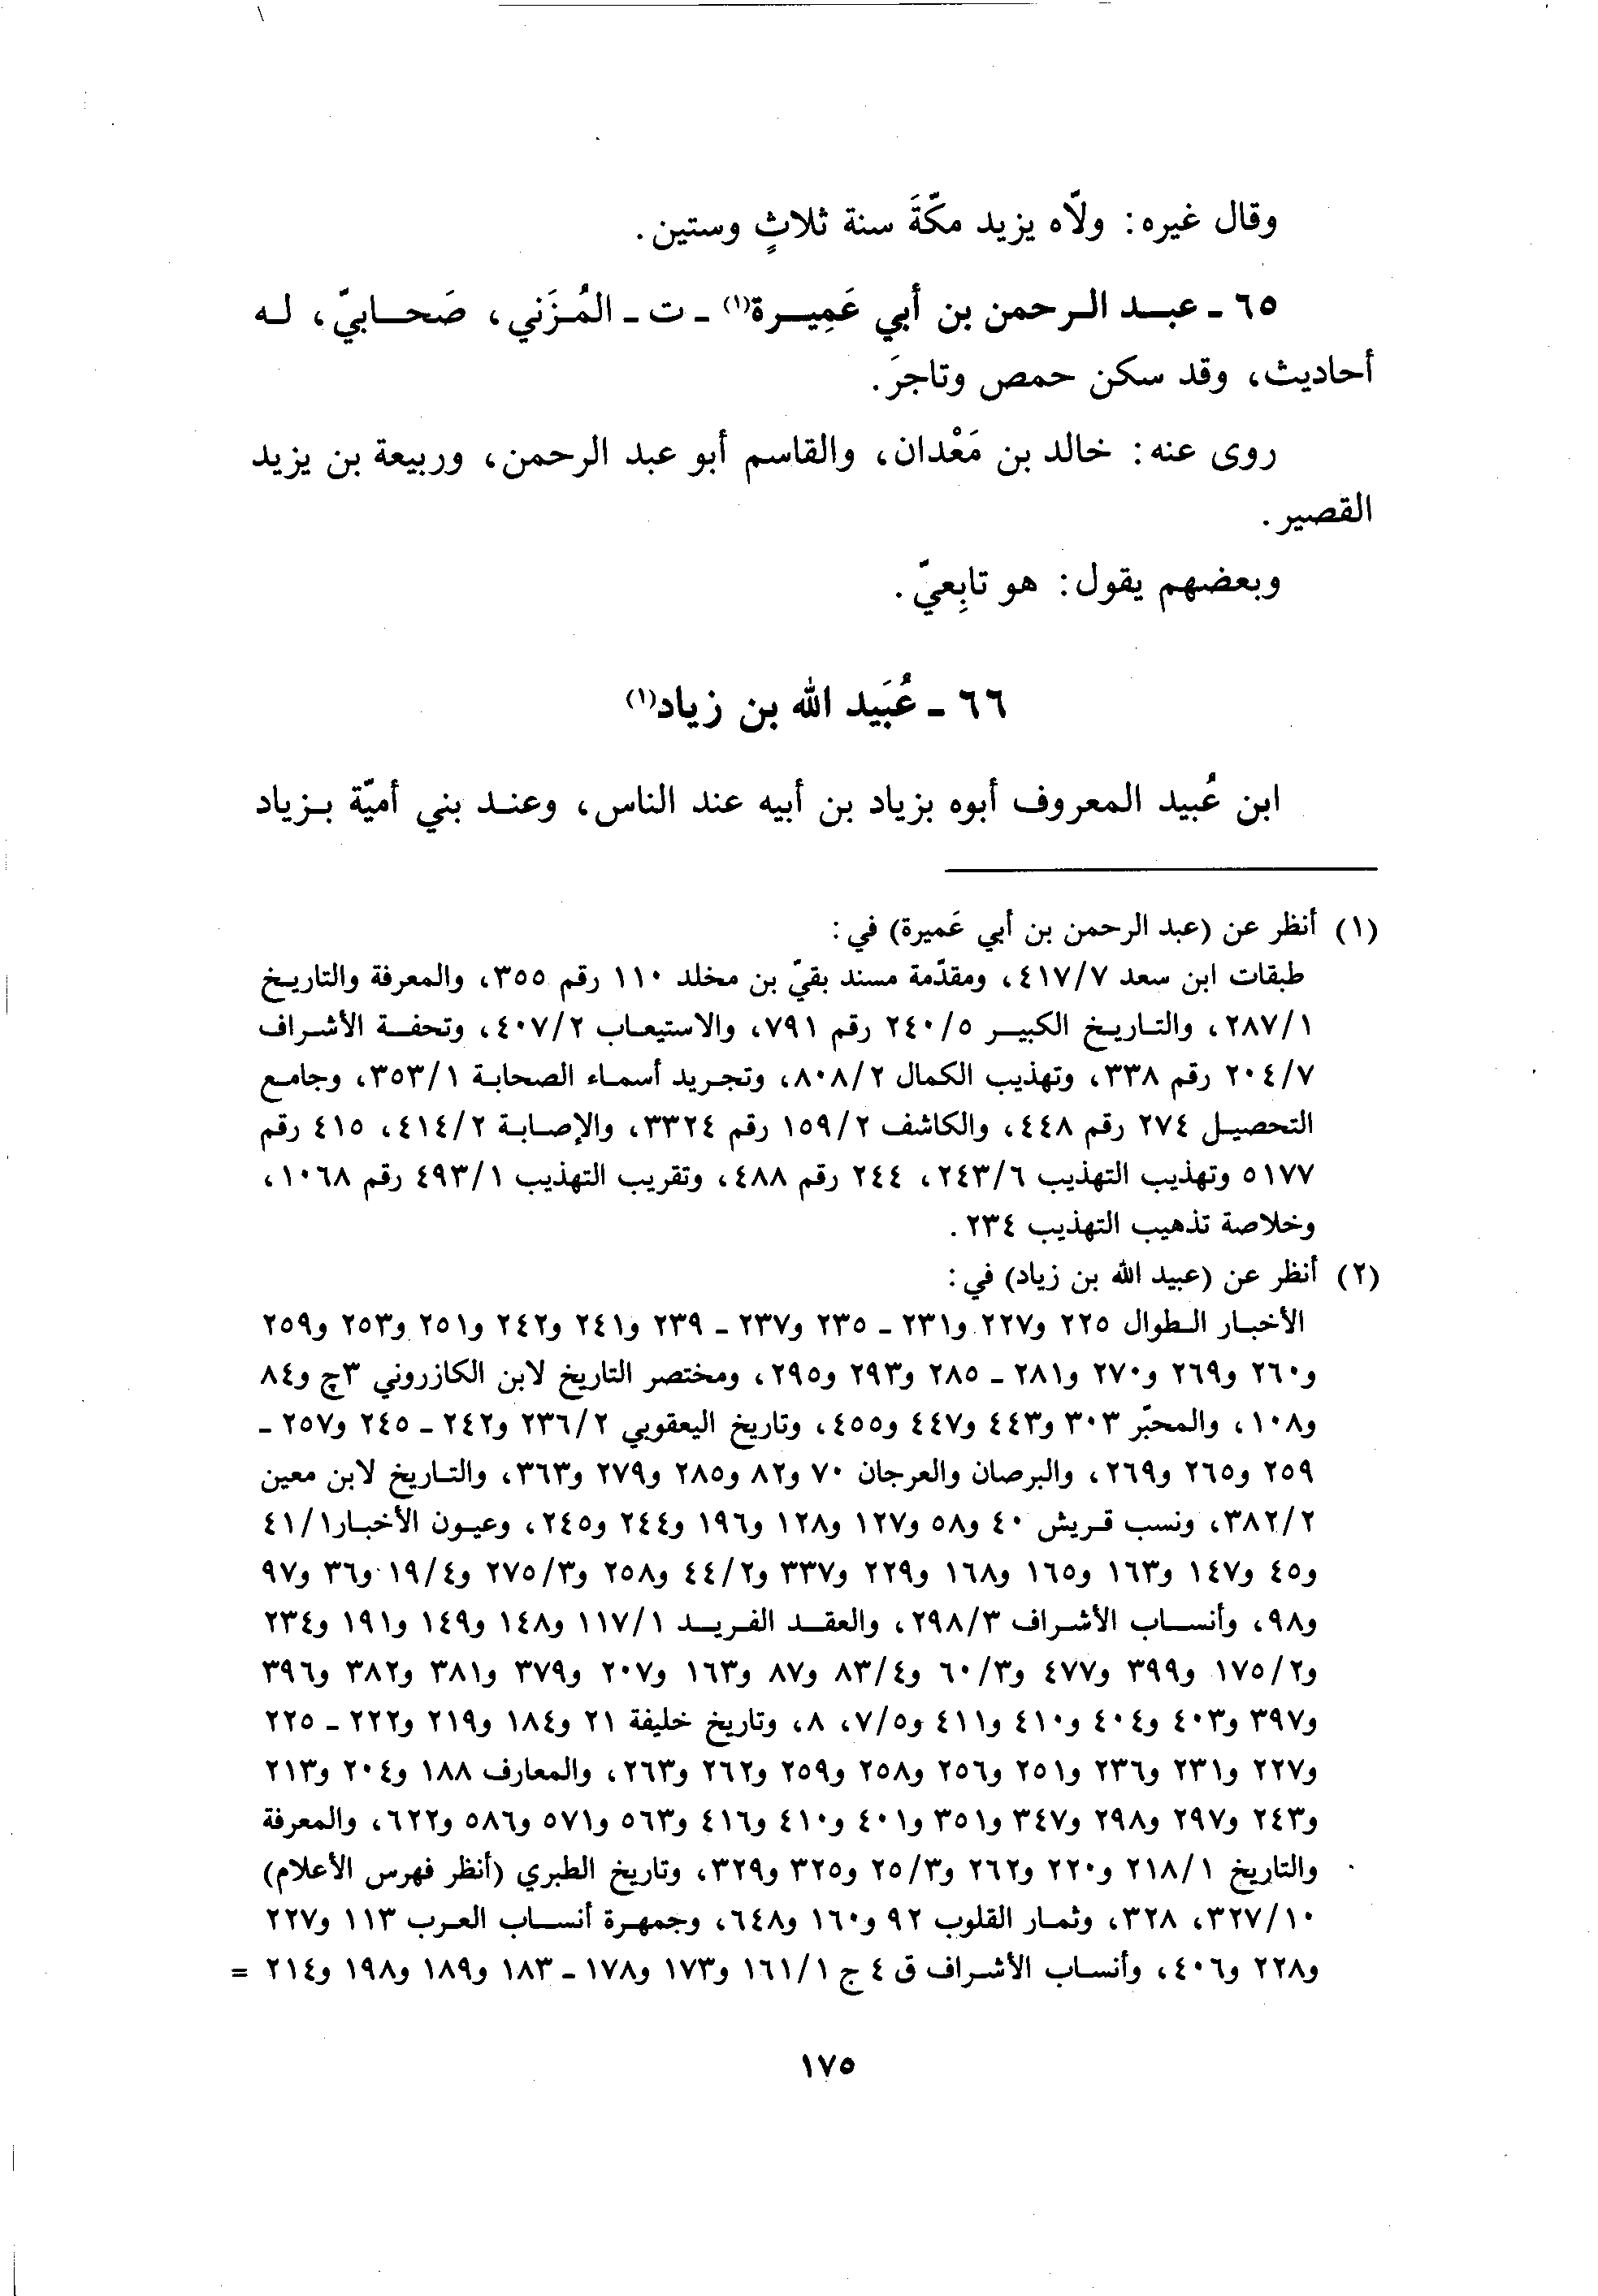 وقال غيره: ولّاه يزيد مكّةَ سنة ثلاثٍ وستين.
٦٥ ـ عبد الرحمن بن أبي عَمِيرة(١) ـ ت ـ المُزَني، صَحابيّ، له
أحاديث، وقد سكن حمص وتاجرَ.
روى عنه: خالد بن مَعْدان، والقاسم أبو عبد الرحمن، وربيعة بن يزيد
القصير.
وبعضهم يقول: هو تابِعيّ.
٦٦ ـ عُبَيد الله بن زياد(١)
ابن عُبيد المعروف أبوه بزياد بن أبيه عند الناس، وعند بني أميّة بزياد
(١) أنظر عن (عبد الرحمن بن أبي عَميرة) في:
طبقات ابن سعد ٤١٧/٧، ومقدّمة مسند بقيّ بن مخلد ١١٠ رقم ٣٥٥، والمعرفة والتاريخ
٢٨٧/١، والتاريخ الكبير ٢٤٠/٥ رقم ٧٩١، والاستيعاب ٤٠٧/٢، وتحفة الأشراف
٢٠٤/٧ رقم ٣٣٨، وتهذيب الكمال ٨٠٨/٢، وتجريد أسماء الصحابة ٣٥٣/١، وجامع
التحصيل ٢٧٤ رقم ٤٤٨، والكاشف ١٥٩/٢ رقم ٣٣٢٤، والإصابة ٤١٤/٢، ٤١٥ رقم
٥١٧٧ وتهذيب التهذيب ٢٤٣/٦، ٢٤٤ رقم ٤٨٨، وتقريب التهذيب ٤٩٣/١ رقم ١٠٦٨،
وخلاصة تذهيب التهذيب ٢٣٤.
(٢) أنظر عن (عبيد الله بن زياد) في:
الأخبار الطوال ٢٢٥ و٢٢٧ و٢٣١ ـ ٢٣٥ و٢٣٧ ـ ٢٣٩ و٢٤١ و٢٤٢ و٢٥١ و٢٥٣ و٢٥٩
و٢٦٠ و٢٦٩ و٢٧٠ و٢٨١ ـ ٢٨٥ و٢٩٣ و٢٩٥، ومختصر التاريخ لابن الكازروني ٣ج و٨٤
و١٠٨، والمحبّر ٣٠٣ و٤٤٣ و٤٤٧ و٤٥٥، وتاريخ اليعقوبي ٢٣٦/٢ و٢٤٢ ـ ٢٤٥ و٢٥٧ ـ
٢٥٩ و٢٦٥ و٢٦٩، والبرصان والعرجان ٧٠ و٨٢ و٢٨٥ و٢٧٩ و٣٦٣، والتاريخ لابن معين
٣٨٢/٢، ونسب قريش ٤٠ و٥٨ و١٢٧ و١٢٨ و١٩٦ و٢٤٤ و٢٤٥، وعيون الأخبار٤١/١
و٤٥ و١٤٧ و١٦٣ و١٦٥ و١٦٨ و٢٢٩ و٣٣٧ و٤٤/٢ و٢٥٨ و٢٧٥/٣ و١٩/٤ و٣٦ و٩٧
و٩٨، وأنساب الأشراف ٢٩٨/٣، والعقد الفريد ١١٧/١ و١٤٨ و١٤٩ و١٩١ و٢٣٤
و١٧٥/٢ و٣٩٩ و٤٧٧ و٦٠/٣ و٨٣/٤ و٨٧ و١٦٣ و٢٠٧ و٣٧٩ و٣٨١ و٣٨٢ و٣٩٦
و٣٩٧ و٤٠٣ و٤٠٤ و٤١٠ و٤١١ و٧/٥، ٨، وتاريخ خليفة ٢١ و١٨٤ و٢١٩ و٢٢٢ ـ ٢٢٥
و٢٢٧ و٢٣١ و٢٣٦ و٢٥١ و٢٥٦ و٢٥٨ و٢٥٩ و٢٦٢ و٢٦٣، والمعارف ١٨٨ و٢٠٤ و٢١٣
و٢٤٣ و٢٩٧ و٢٩٨ و٣٤٧ و٣٥١ و٤٠١ و٤١٠ و٤١٦ و٥٦٣ و٥٧١ و٥٨٦ و٦٢٢، والمعرفة
والتاريخ ٢١٨/١ و٢٢٠ و٢٦٢ و٢٥/٣ و٣٢٥ و٣٢٩، وتاريخ الطبري (أنظر فهرس الأعلام)
٣٢٧/١٠، ٣٢٨، وثمار القلوب ٩٢ و١٦٠ و٦٤٨، وجمهرة أنساب العرب ١١٣ و٢٢٧
و٢٢٨ و٤٠٦، وأنساب الأشراف ق ٤ ج ١٦١/١ و١٧٣ و١٧٨ ـ ١٨٣ و١٨٩ و١٩٨ و٢١٤ =
١٧٥